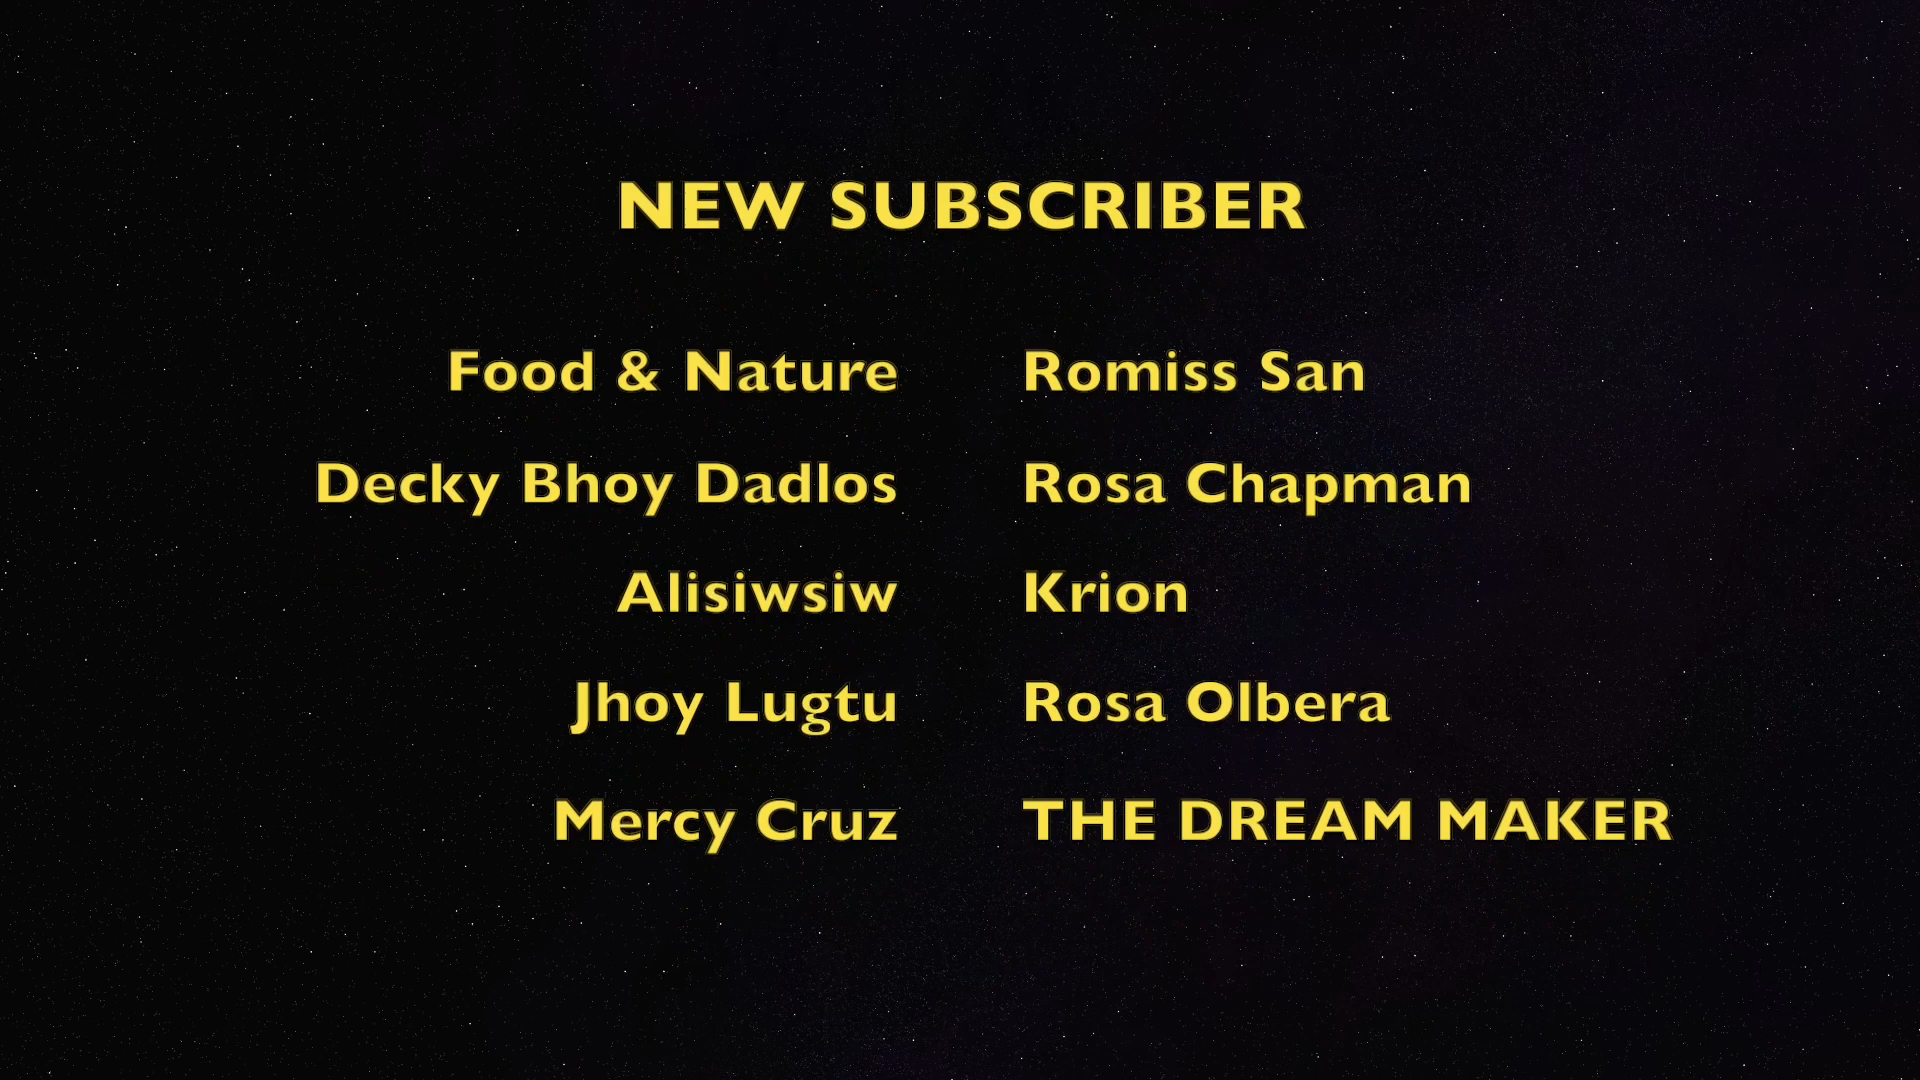 NEW SUBSCRIBER
Food & Nature Romiss San
Decky Bhoy Dadlos Rosa Chapman
Alisiwsiw Krion
Jhoy Lugtu Rosa Olbera
Mercy Cruz THE DREAM MAKER